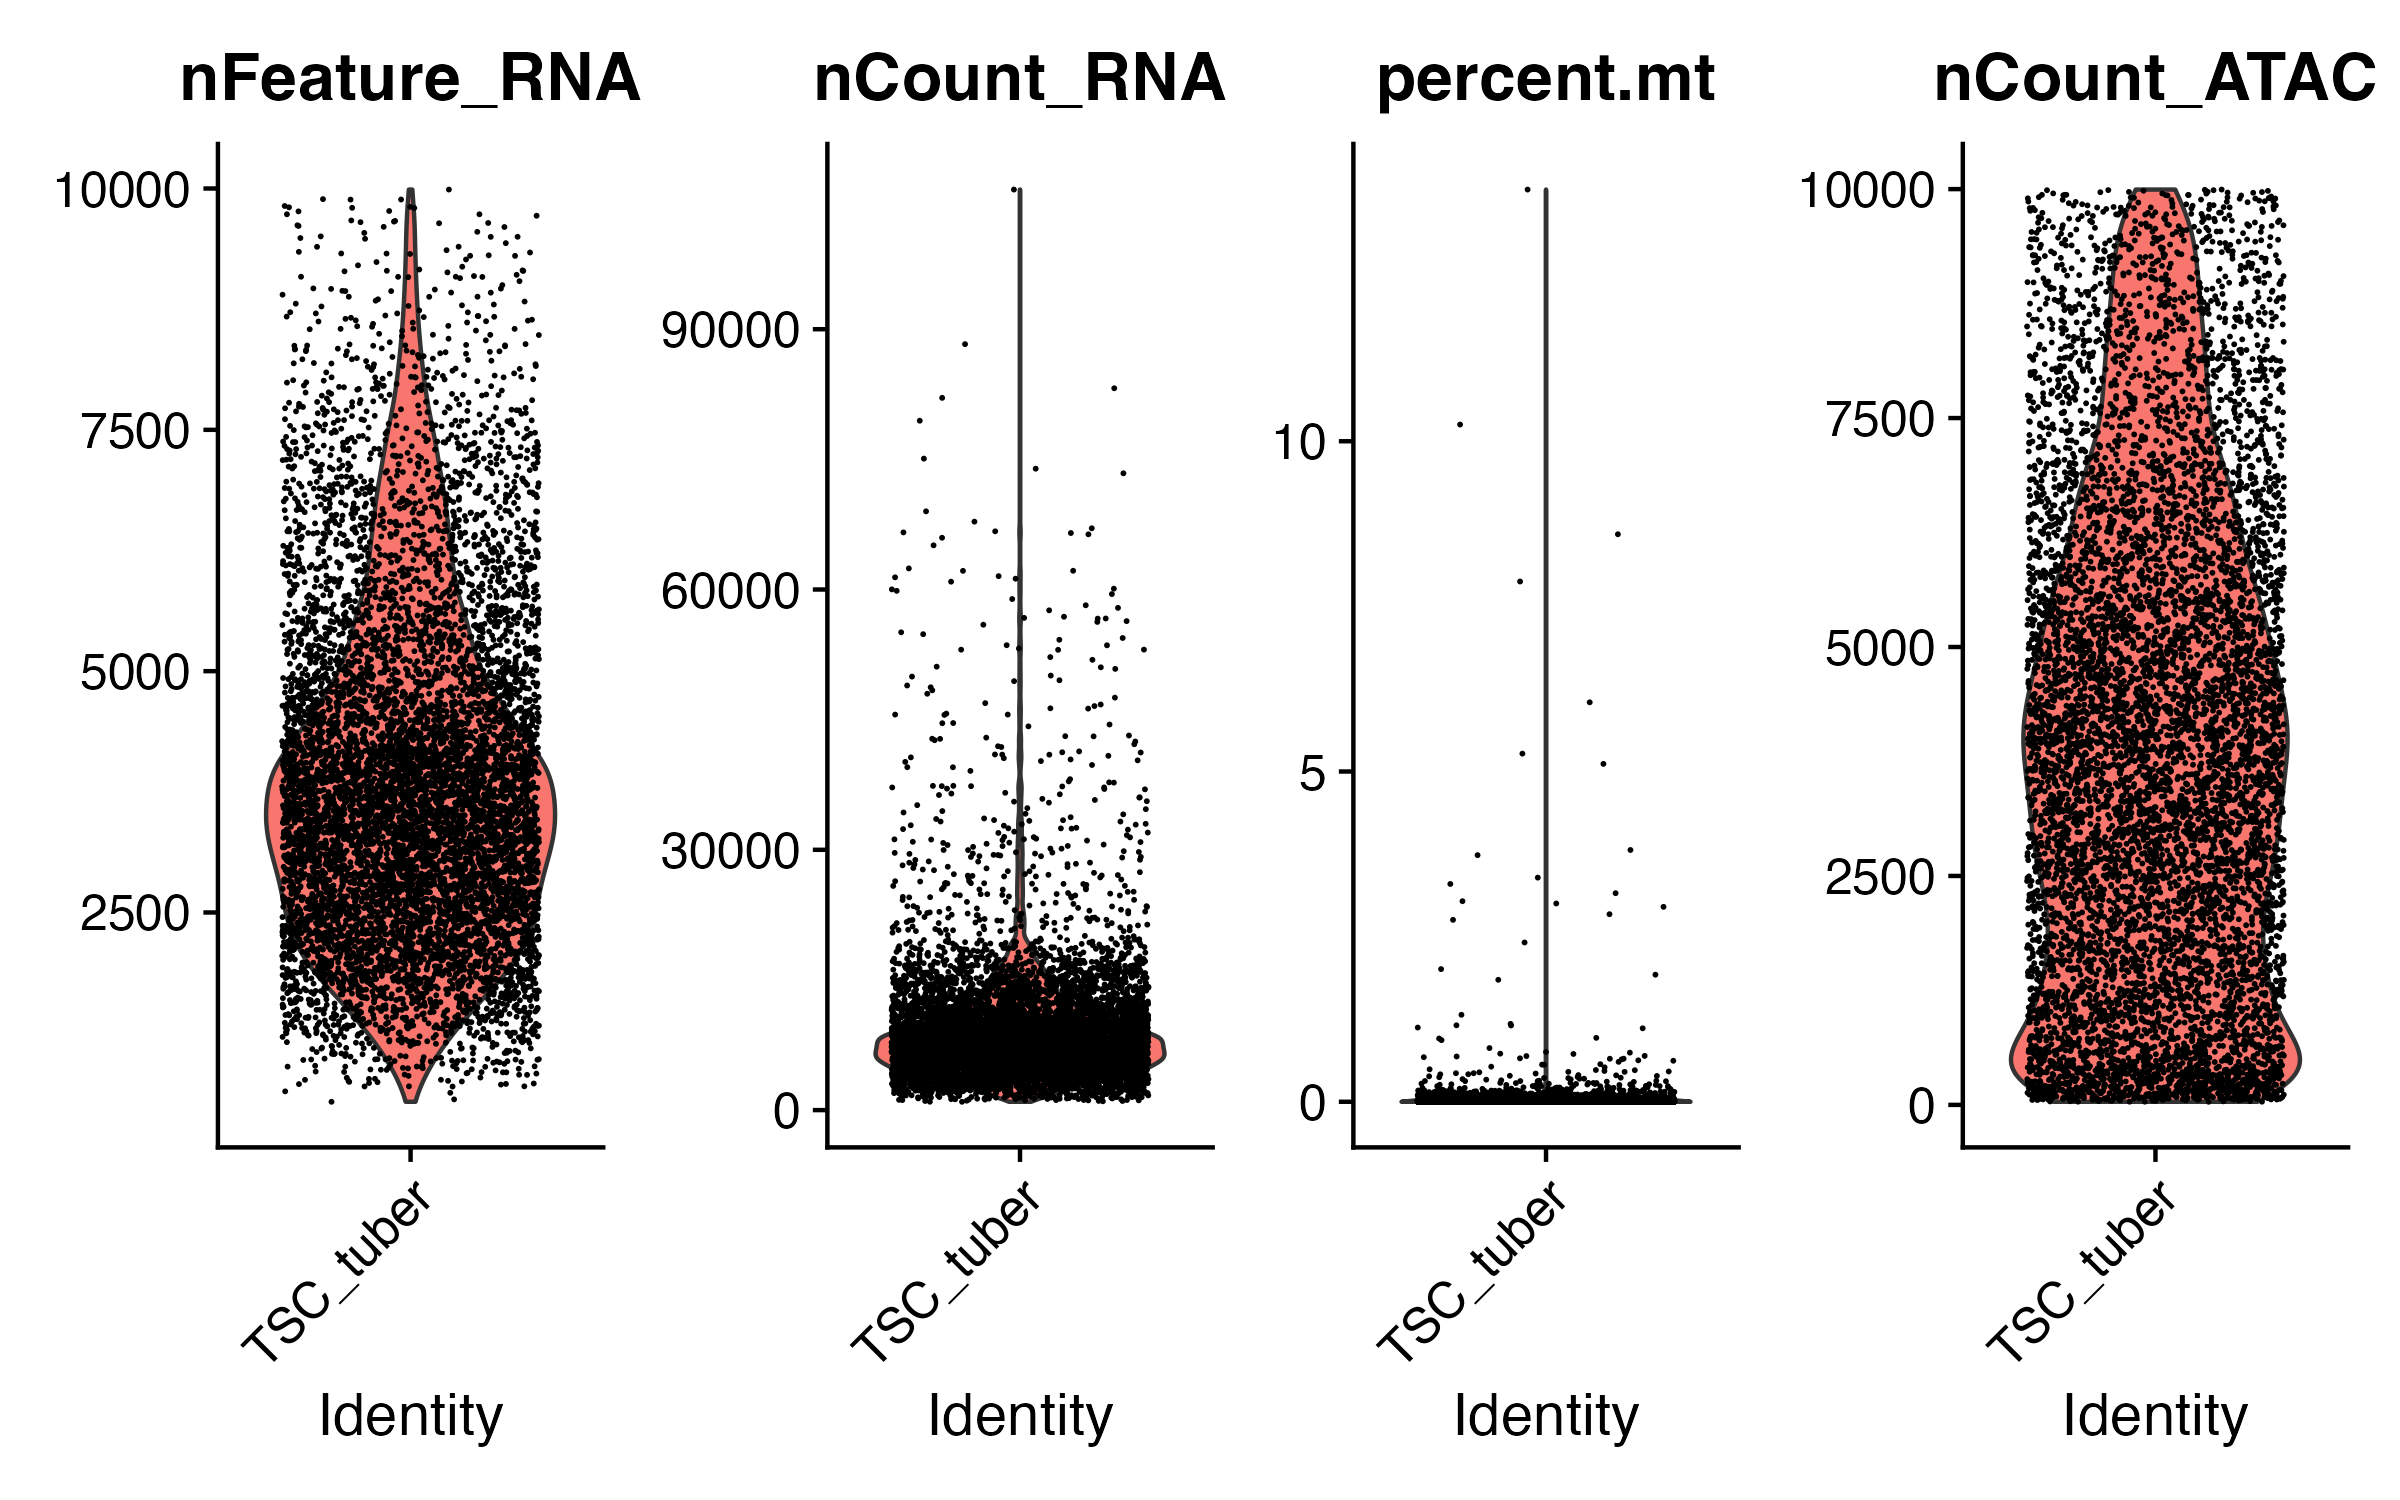 nFeature_RNA
10000
7500
5000
2500
TSC_tuber
Identity
nCount_RNA
90000
60000
30000
0
TSC_tuber
Identity
percent.mt
10
5
0
TSC_tuber
Identity
nCount_ATAC
10000
7500
5000
2500
0
TSC_tuber
Identity